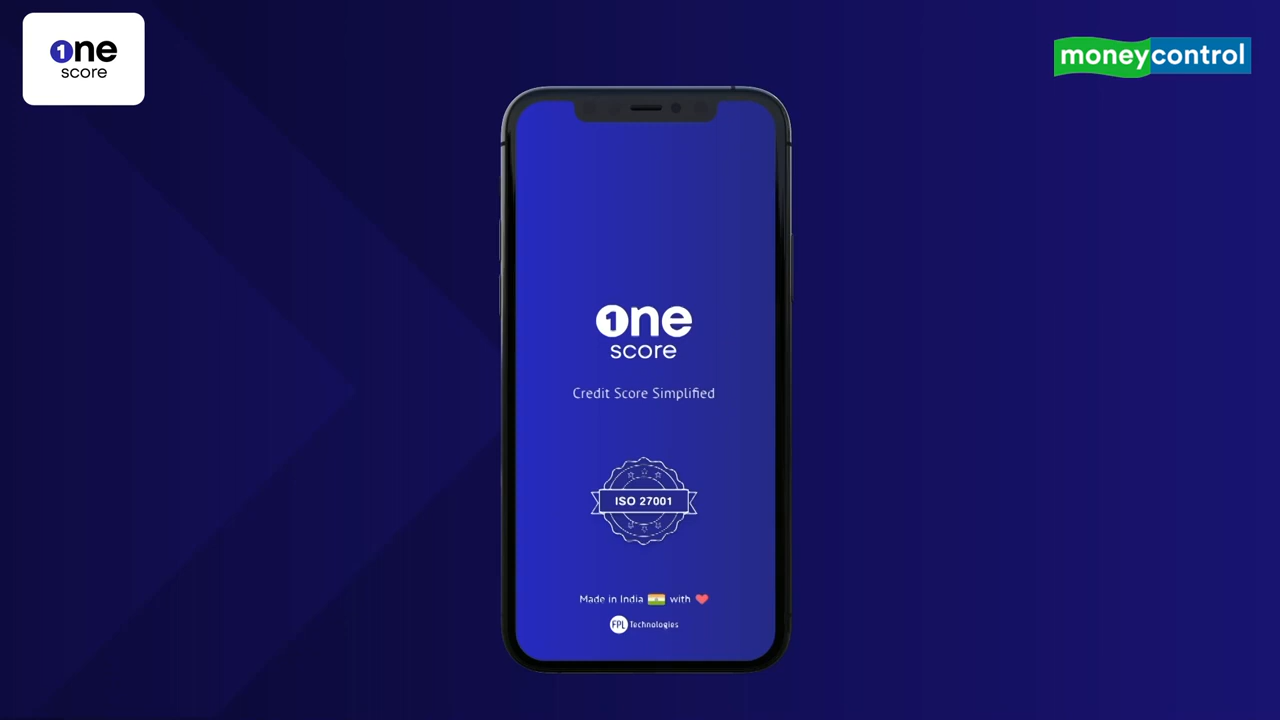 1ne
score
moneycontrol
1ne
score
Credit Score Simplified
ISO 27001
Made in India 🇮🇳 with ❤️
FPL Technologies